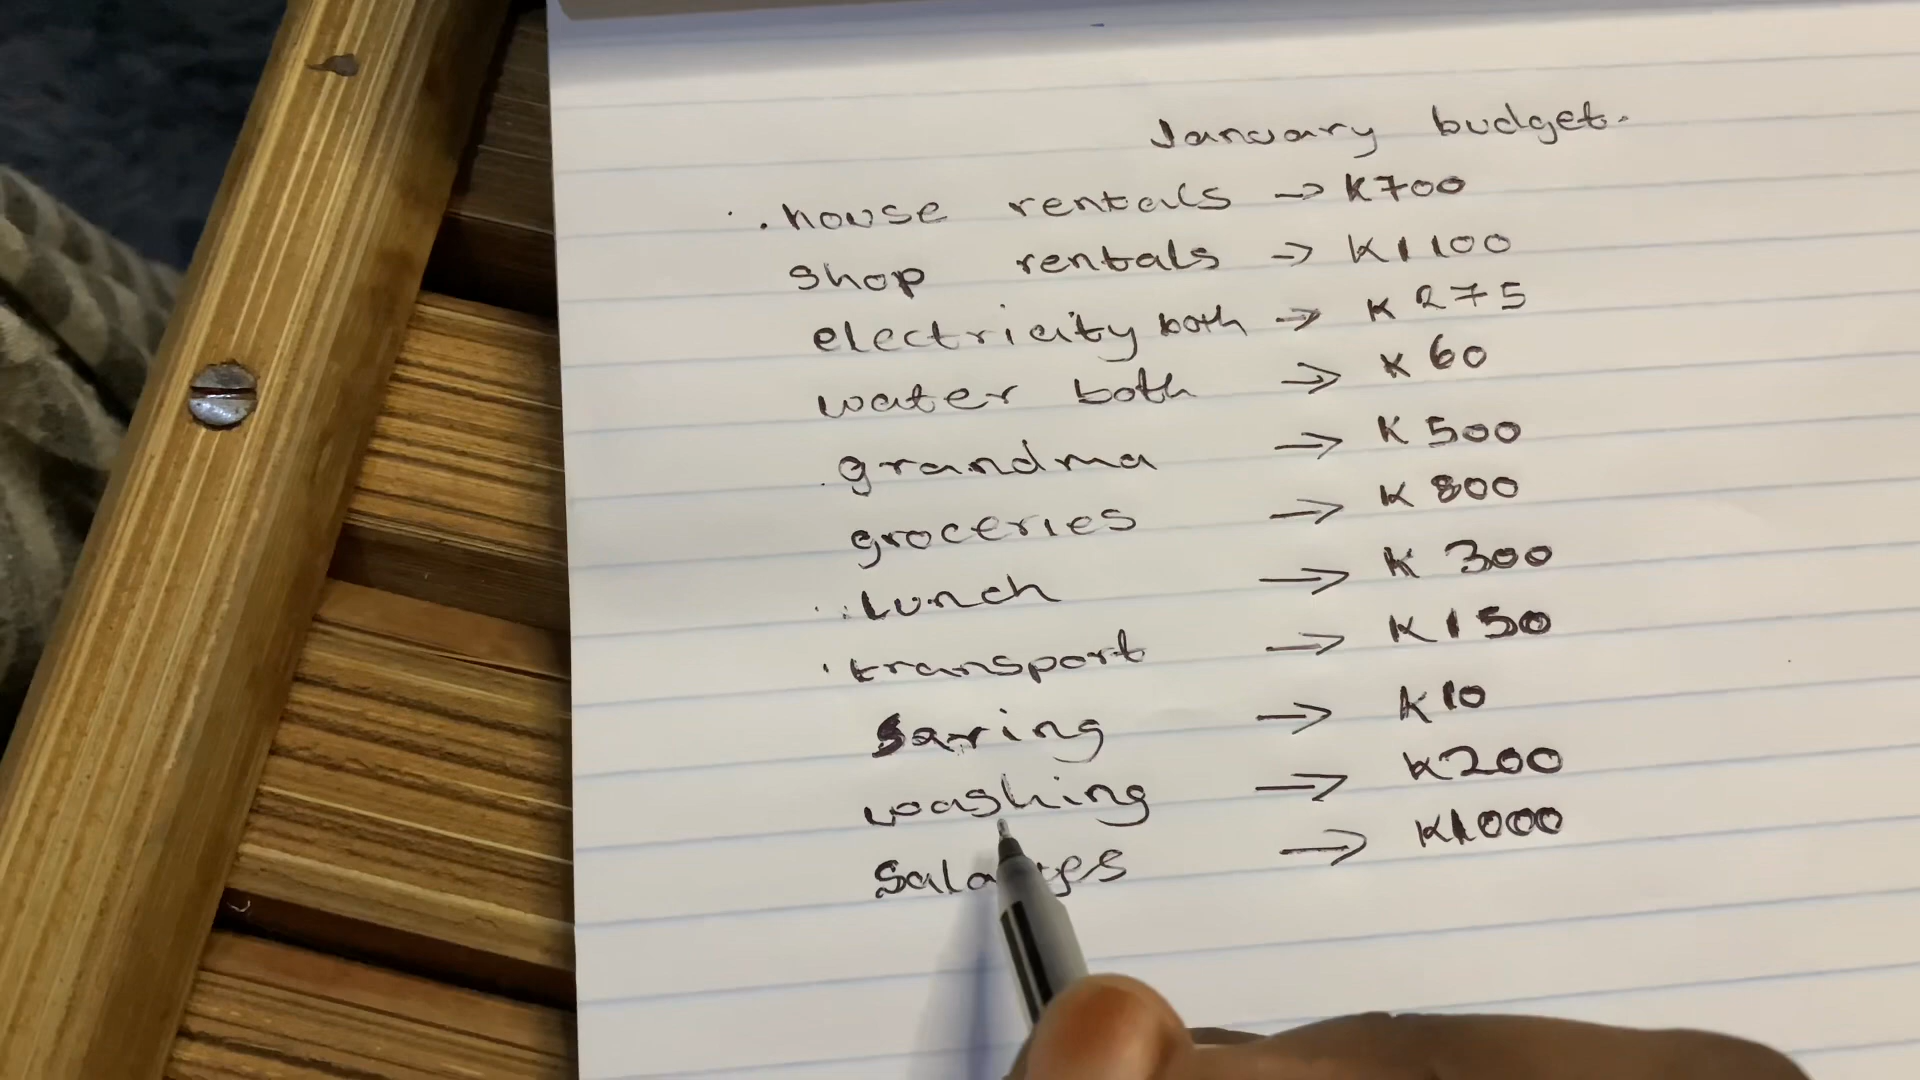 January budget.
house rentals → K700
shop rentals → K1100
electricity both → K275
water both → K60
grandma → K500
groceries → K800
lunch → K300
transport → K150
saving → K10
washing → K200
→ K1000